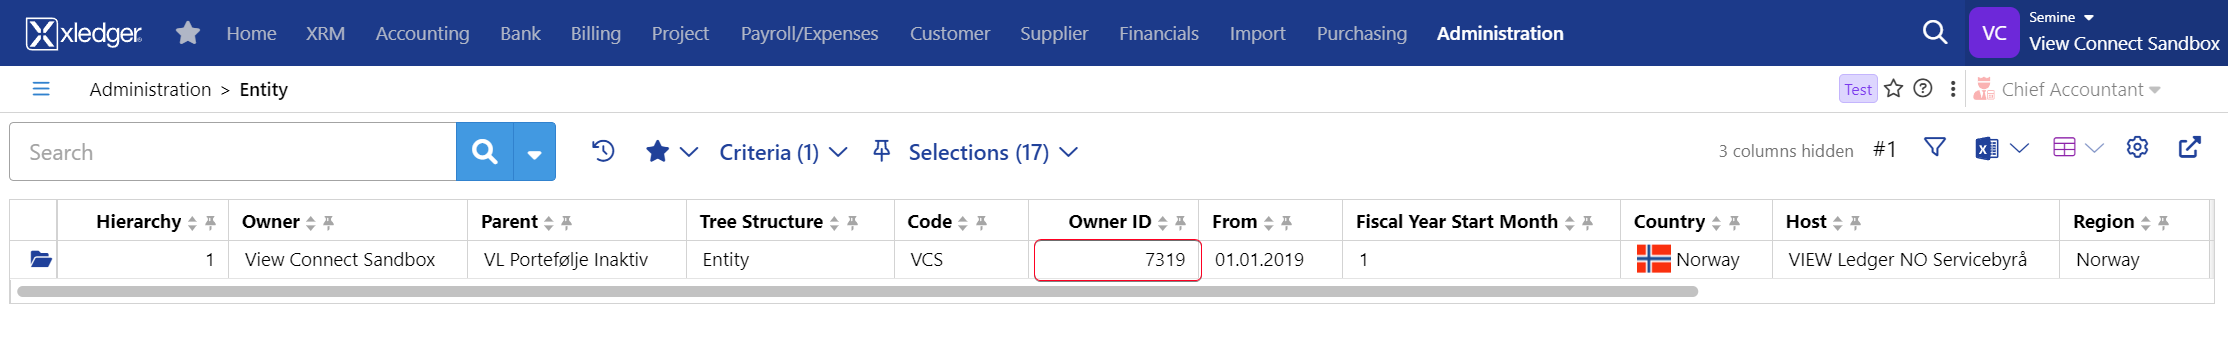 xledger Home XRM Accounting Bank Billing Project Payroll/Expenses Customer Supplier Financials Import Purchasing Administration VC Semine
View Connect Sandbox
Administration > Entity Test Chief Accountant
Search Criteria (1) Selections (17) 3 columns hidden #1
Hierarchy Owner Parent Tree Structure Code Owner ID From Fiscal Year Start Month Country Host Region
1 View Connect Sandbox VL Portefølje Inaktiv Entity VCS 7319 01.01.2019 1 Norway VIEW Ledger NO Servicebyrå Norway